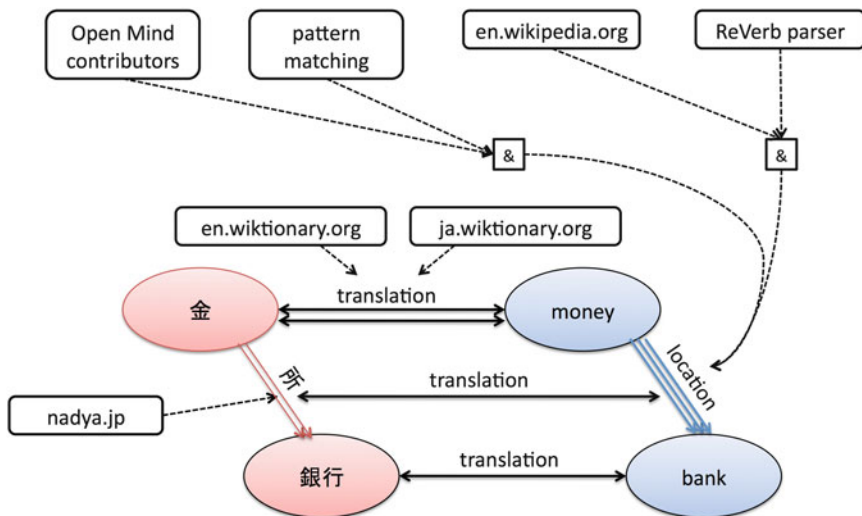 Open Mind
contributors
pattern
matching
en.wikipedia.org
ReVerb parser
&
&
en.wiktionary.org
ja.wiktionary.org
金
translation
money
所
translation
location
nadya.jp
銀行
translation
bank